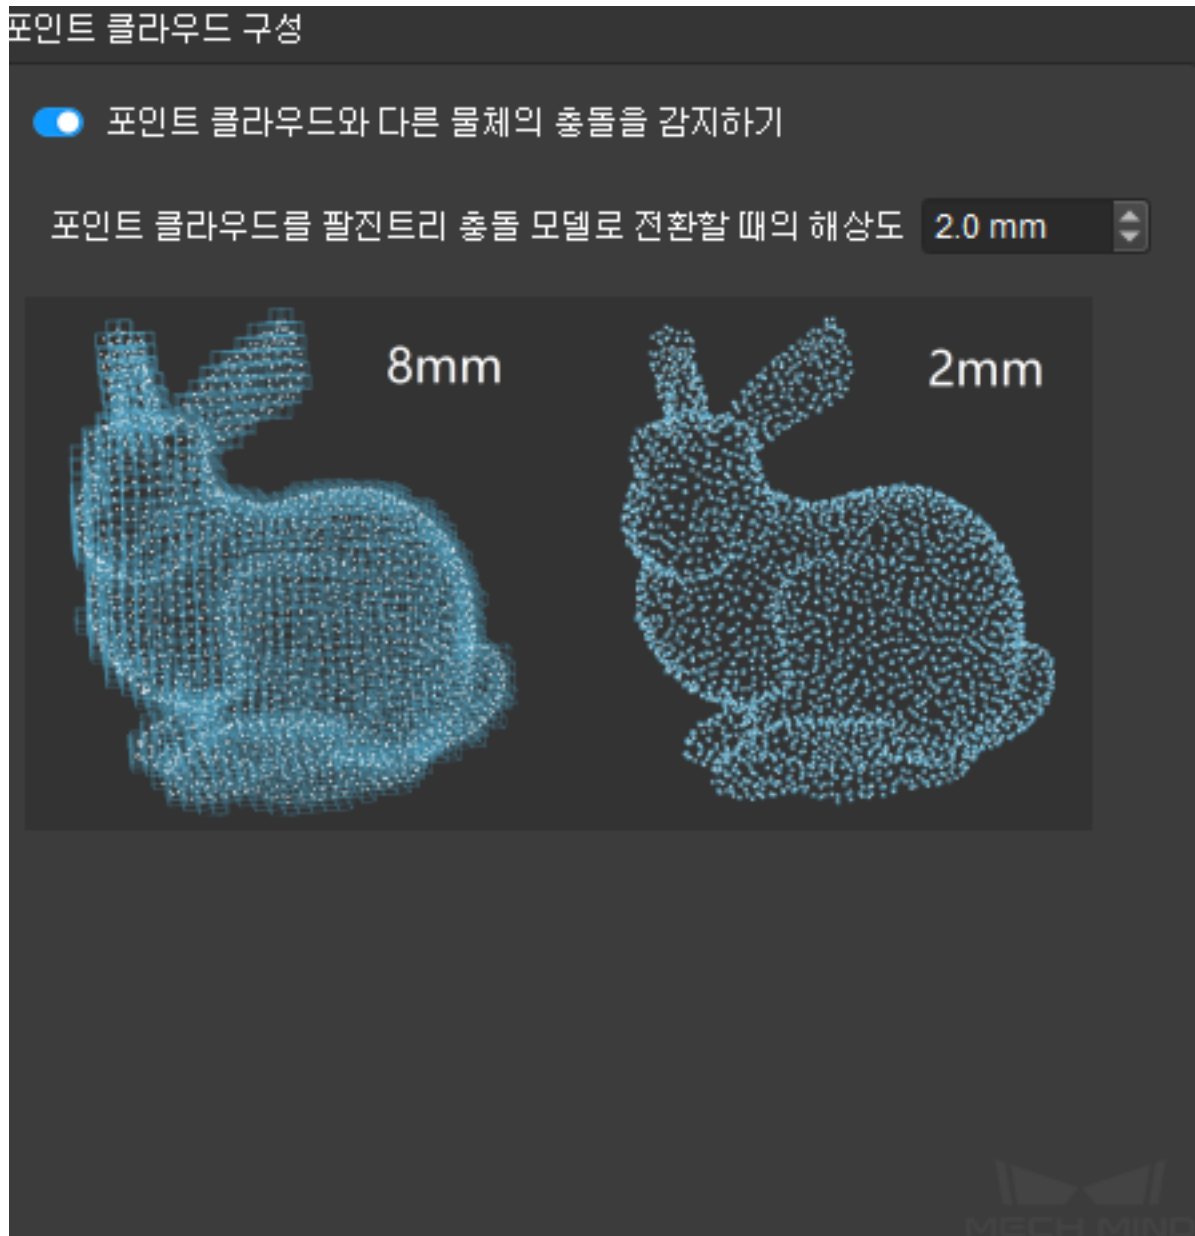 포인트 클라우드 구성
포인트 클라우드와 다른 물체의 충돌을 감지하기
포인트 클라우드를 팔진트리 충돌 모델로 전환할 때의 해상도 2.0 mm
8mm 2mm
MECH MIND